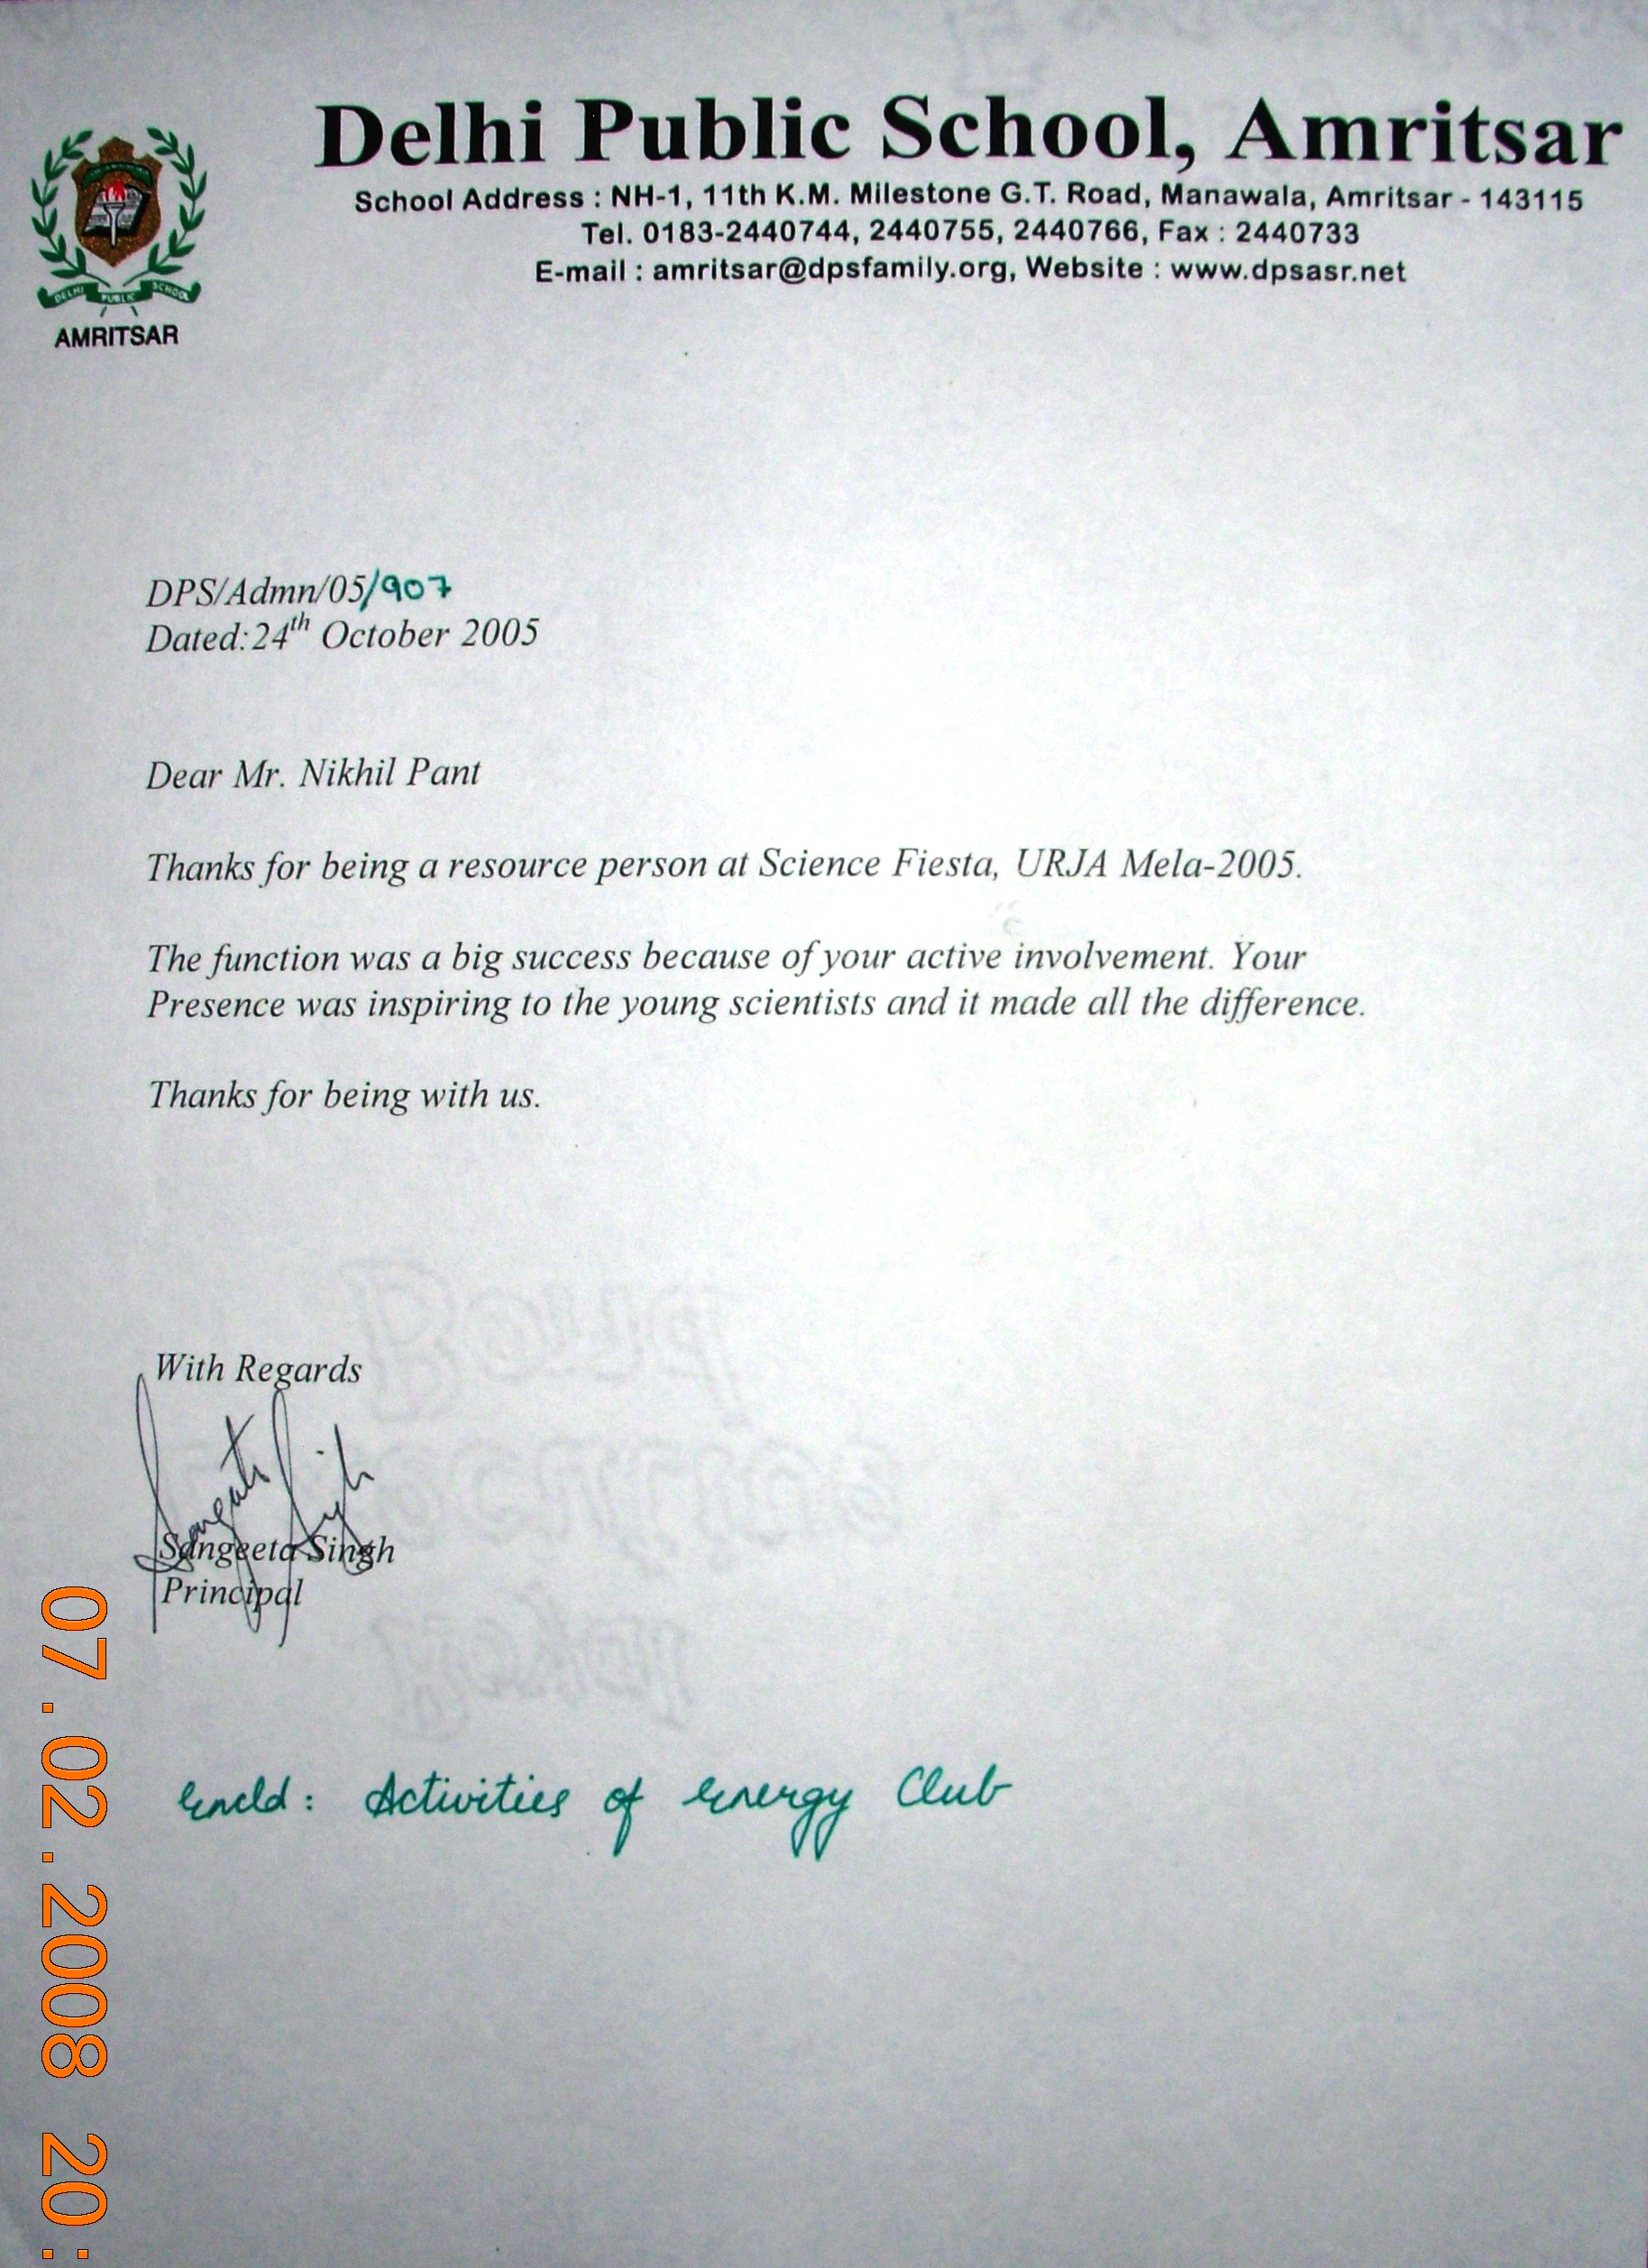 Delhi Public School, Amritsar
School Address : NH-1, 11th K.M. Milestone G.T. Road, Manawala, Amritsar - 143115
Tel. 0183-2440744, 2440755, 2440766, Fax : 2440733
E-mail : amritsar@dpsfamily.org, Website : www.dpsasr.net
DELHI PUBLIC SCHOOL
AMRITSAR
DPS/Admn/05/907
Dated:24th October 2005
Dear Mr. Nikhil Pant
Thanks for being a resource person at Science Fiesta, URJA Mela-2005.
The function was a big success because of your active involvement. Your
Presence was inspiring to the young scientists and it made all the difference.
Thanks for being with us.
With Regards
Sangeeta Singh
Sangeeta Singh
Principal
Encld: Activities of Energy Club
07.02.2008 20: